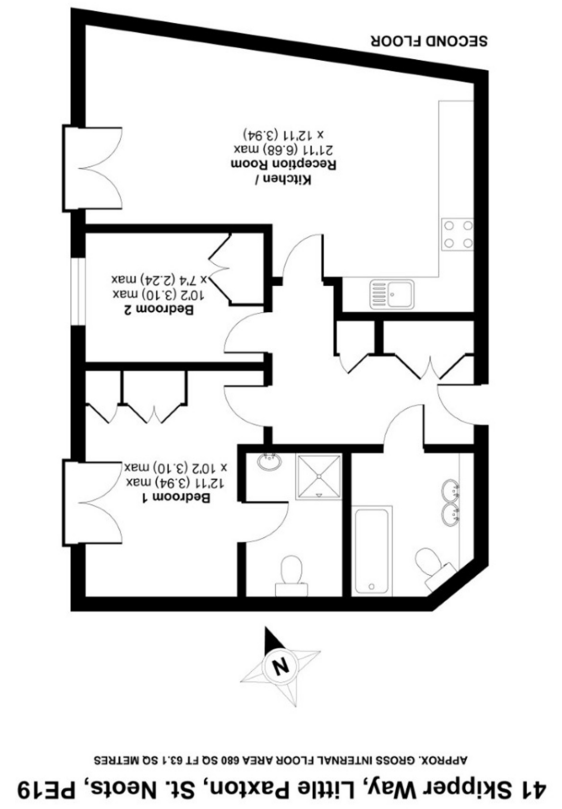 41 Skipper Way, Little Paxton, St. Neots, PE19
APPROX. GROSS INTERNAL FLOOR AREA 680 SQ FT 63.1 SQ METRES
N
Bedroom 1
12'11 (3.94) max
x 10'2 (3.10) max
Bedroom 2
10'2 (3.10) max
x 7'4 (2.24) max
Kitchen /
Reception Room
21'11 (6.68) max
x 12'11 (3.94)
SECOND FLOOR